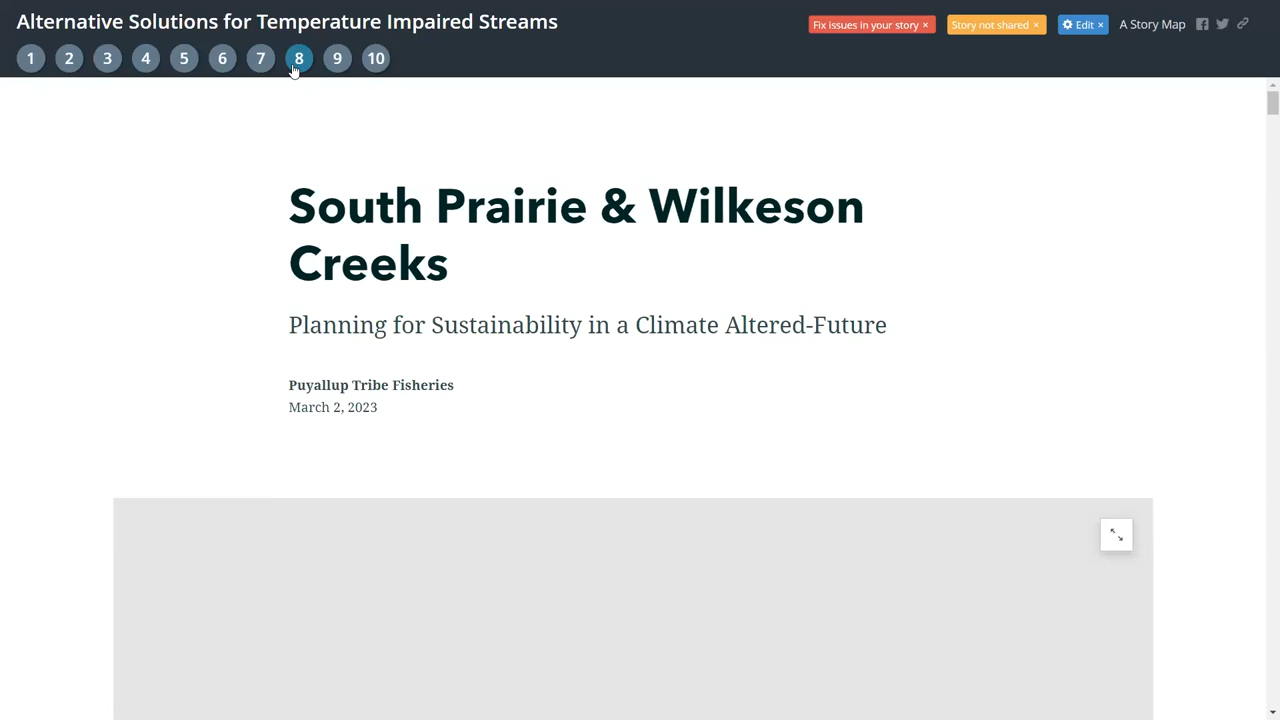 Alternative Solutions for Temperature Impaired Streams
Fix issues in your story ×
Story not shared ×
Edit ×
A Story Map
1 2 3 4 5 6 7 8 9 10
South Prairie & Wilkeson
Creeks
Planning for Sustainability in a Climate Altered-Future
Puyallup Tribe Fisheries
March 2, 2023